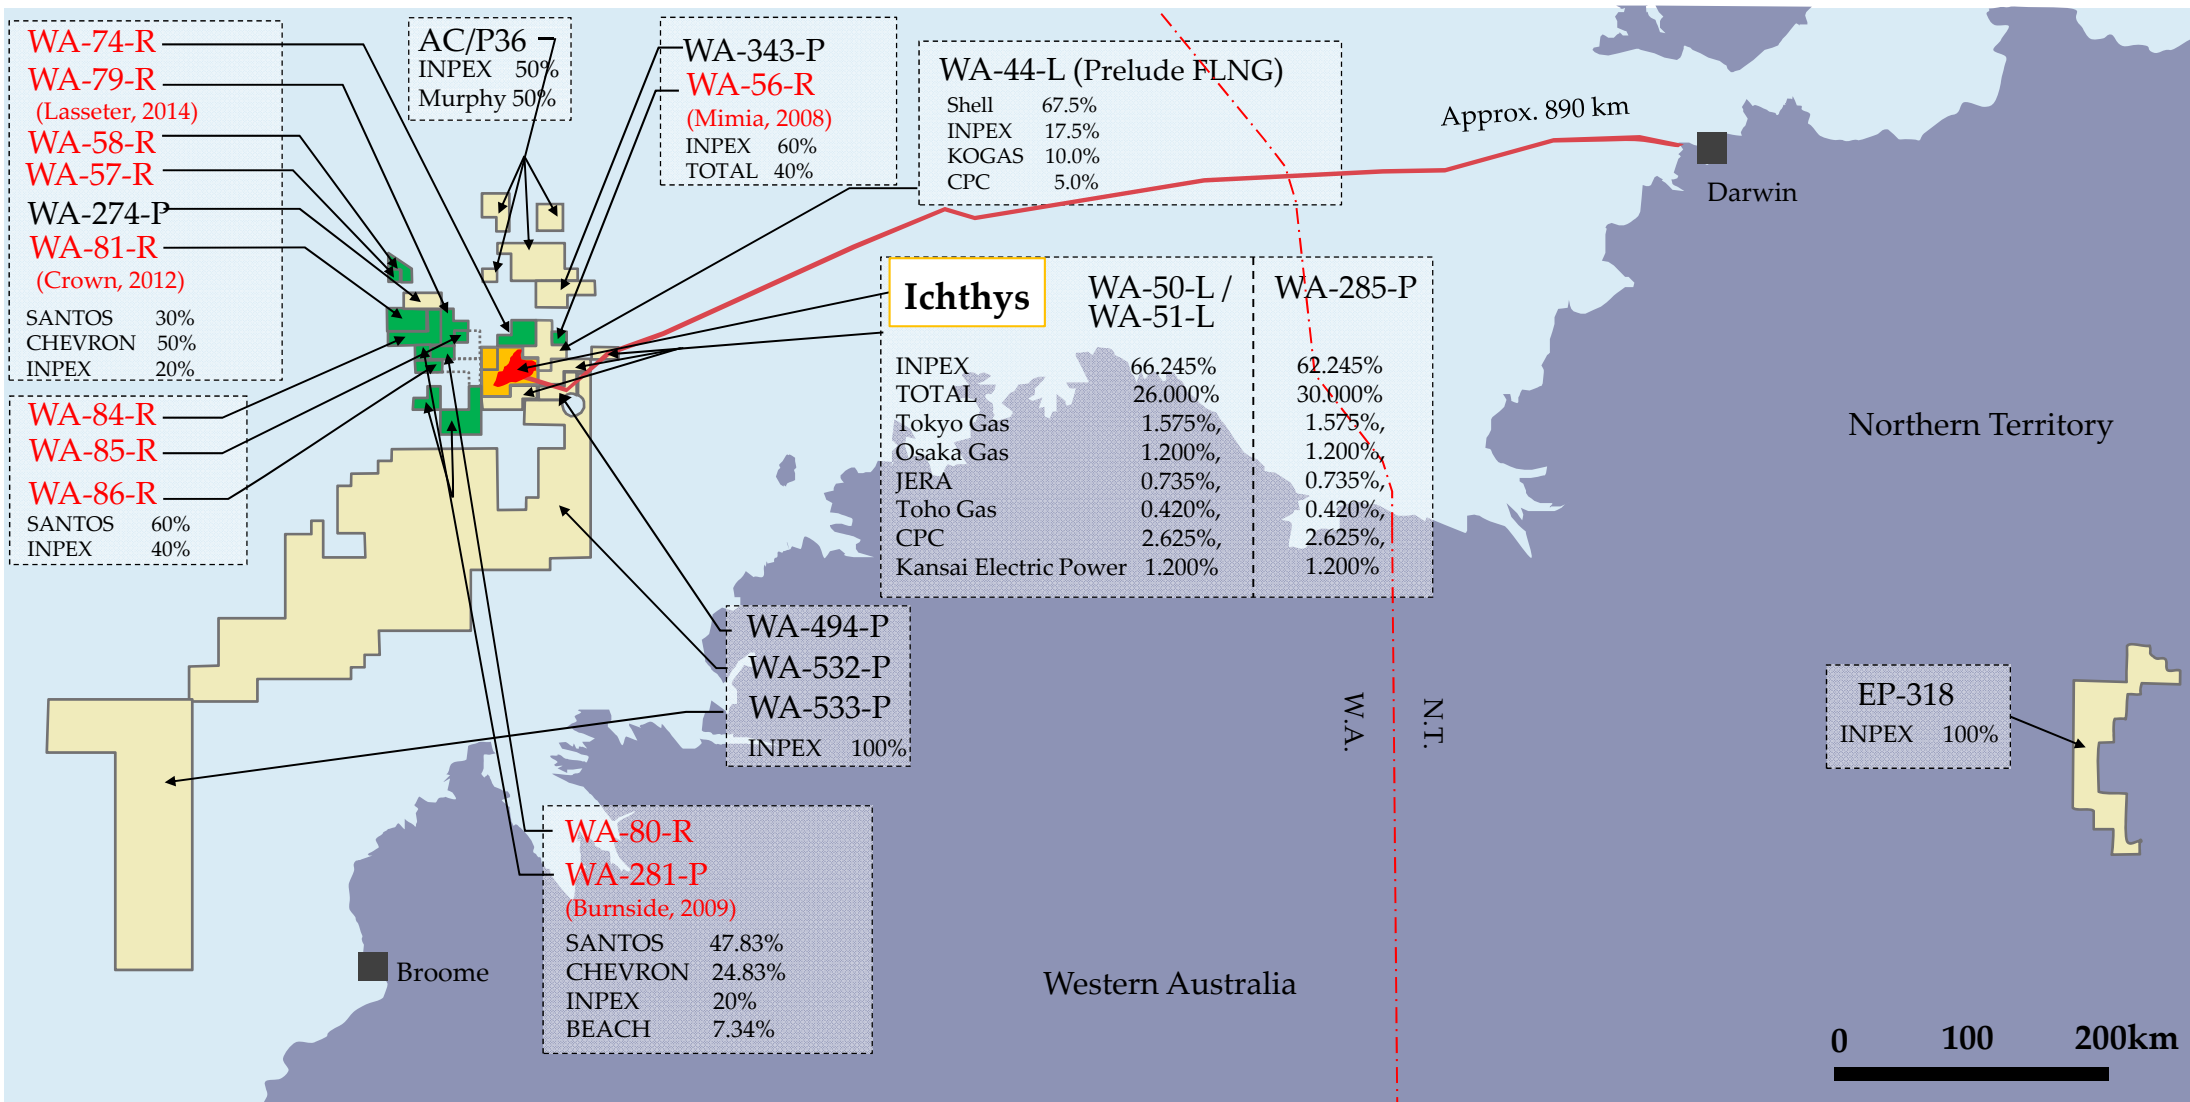 WA-74-R
WA-79-R
(Lasseter, 2014)
WA-58-R
WA-57-R
WA-274-P
WA-81-R
(Crown, 2012)
SANTOS 30%
CHEVRON 50%
INPEX 20%
WA-84-R
WA-85-R
WA-86-R
SANTOS 60%
INPEX 40%
AC/P36
INPEX 50%
Murphy 50%
WA-343-P
WA-56-R
(Mimia, 2008)
INPEX 60%
TOTAL 40%
WA-44-L (Prelude FLNG)
Shell 67.5%
INPEX 17.5%
KOGAS 10.0%
CPC 5.0%
Approx. 890 km
Darwin
Ichthys
WA-50-L /
WA-51-L
WA-285-P
INPEX 66.245% 62.245%
TOTAL 26.000% 30.000%
Tokyo Gas 1.575%, 1.575%,
Osaka Gas 1.200%, 1.200%,
JERA 0.735%, 0.735%,
Toho Gas 0.420%, 0.420%,
CPC 2.625%, 2.625%,
Kansai Electric Power 1.200% 1.200%
Northern Territory
WA-494-P
WA-532-P
WA-533-P
INPEX 100%
W.A.
N.T.
EP-318
INPEX 100%
WA-80-R
WA-281-P
(Burnside, 2009)
SANTOS 47.83%
CHEVRON 24.83%
INPEX 20%
BEACH 7.34%
Broome
Western Australia
0 100 200km